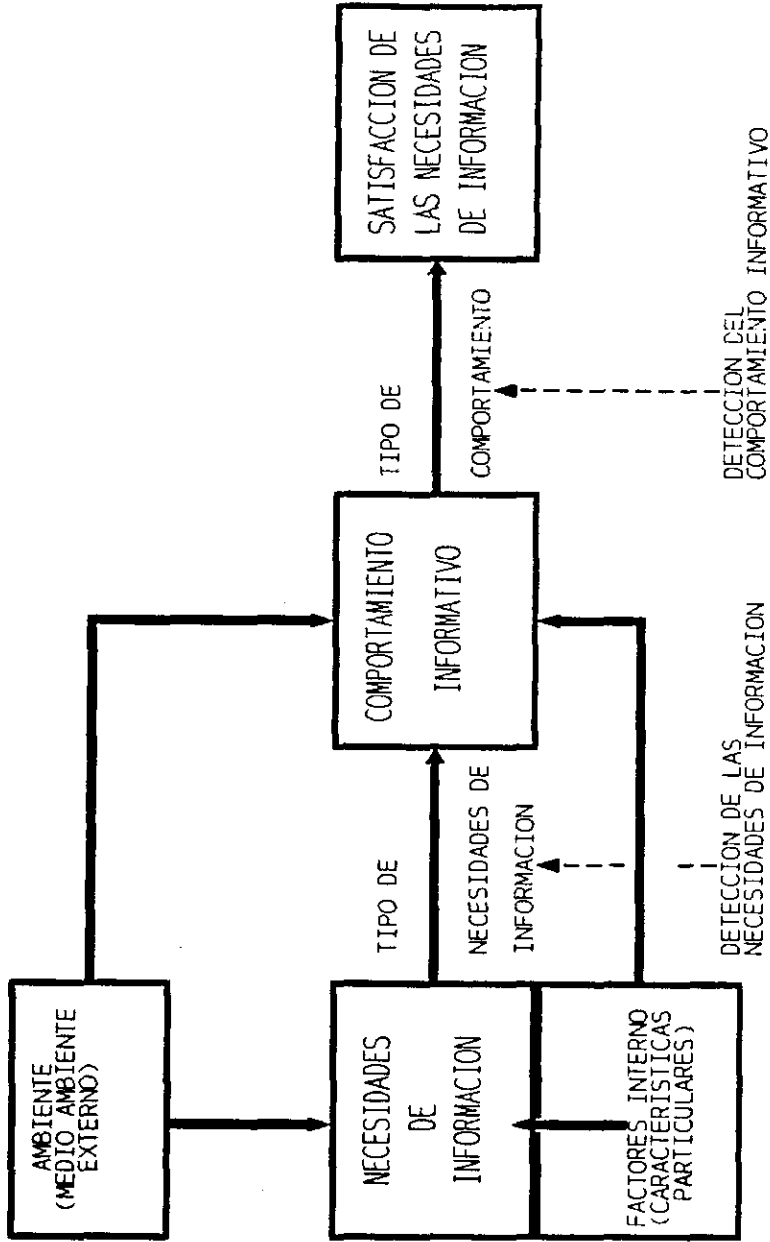 AMBIENTE
(MEDIO AMBIENTE
EXTERNO)
NECESIDADES
DE
INFORMACION
FACTORES INTERNO
(CARACTERISTICAS
PARTICULARES)
TIPO DE
NECESIDADES DE
INFORMACION
DETECCION DE LAS
NECESIDADES DE INFORMACION
COMPORTAMIENTO
INFORMATIVO
TIPO DE
COMPORTAMIENTO
DETECCION DEL
COMPORTAMIENTO INFORMATIVO
SATISFACCION DE
LAS NECESIDADES
DE INFORMACION